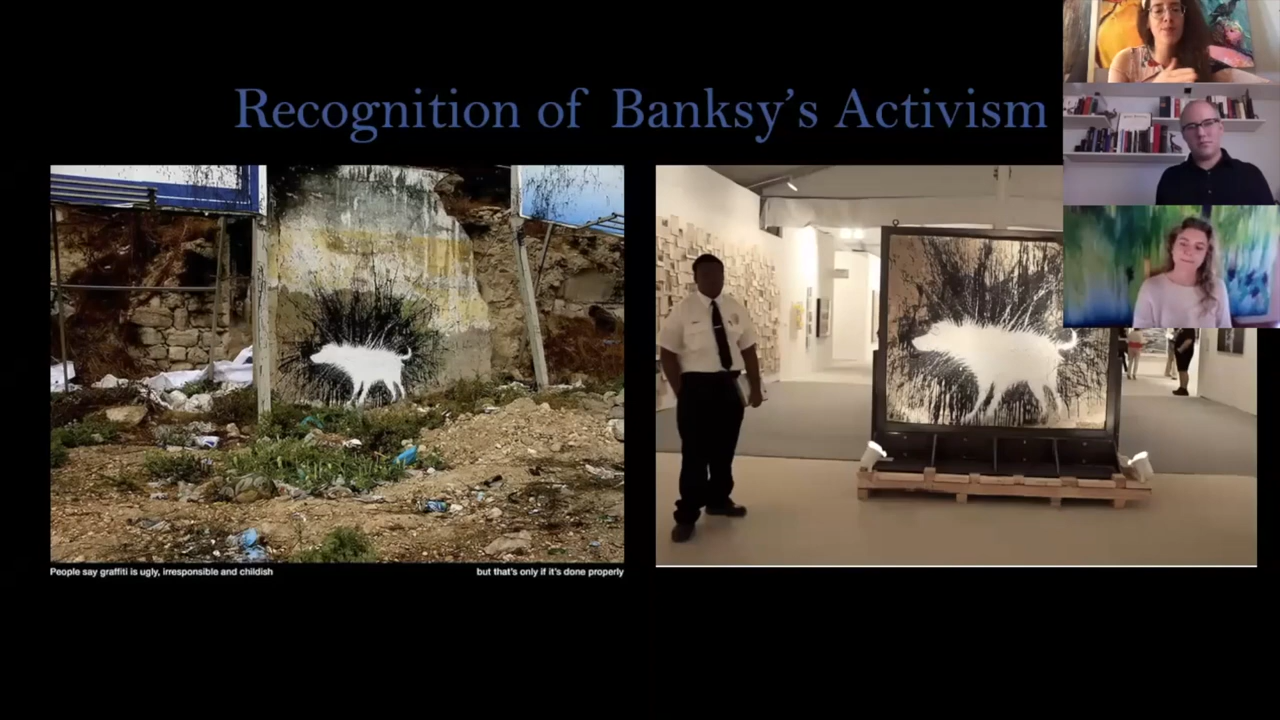 Recognition of Banksy's Activism
People say graffiti is ugly, irresponsible and childish
but that's only if it's done properly